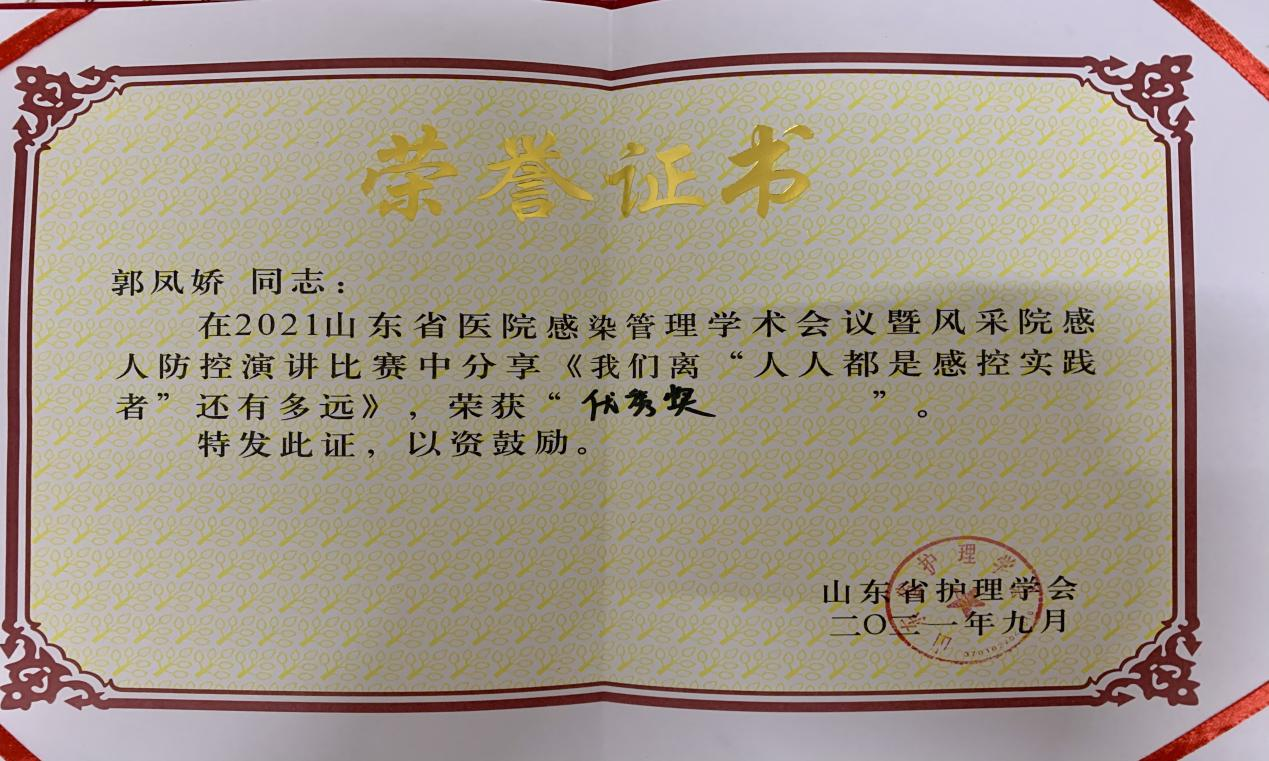 荣誉证书
郭凤娇 同志：
在2021山东省医院感染管理学术会议暨风采院感
人防控演讲比赛中分享《我们离“人人都是感控实践
者”还有多远》，荣获“优秀奖”。
特发此证，以资鼓励。
山东省护理学会
二〇二一年九月
护理学